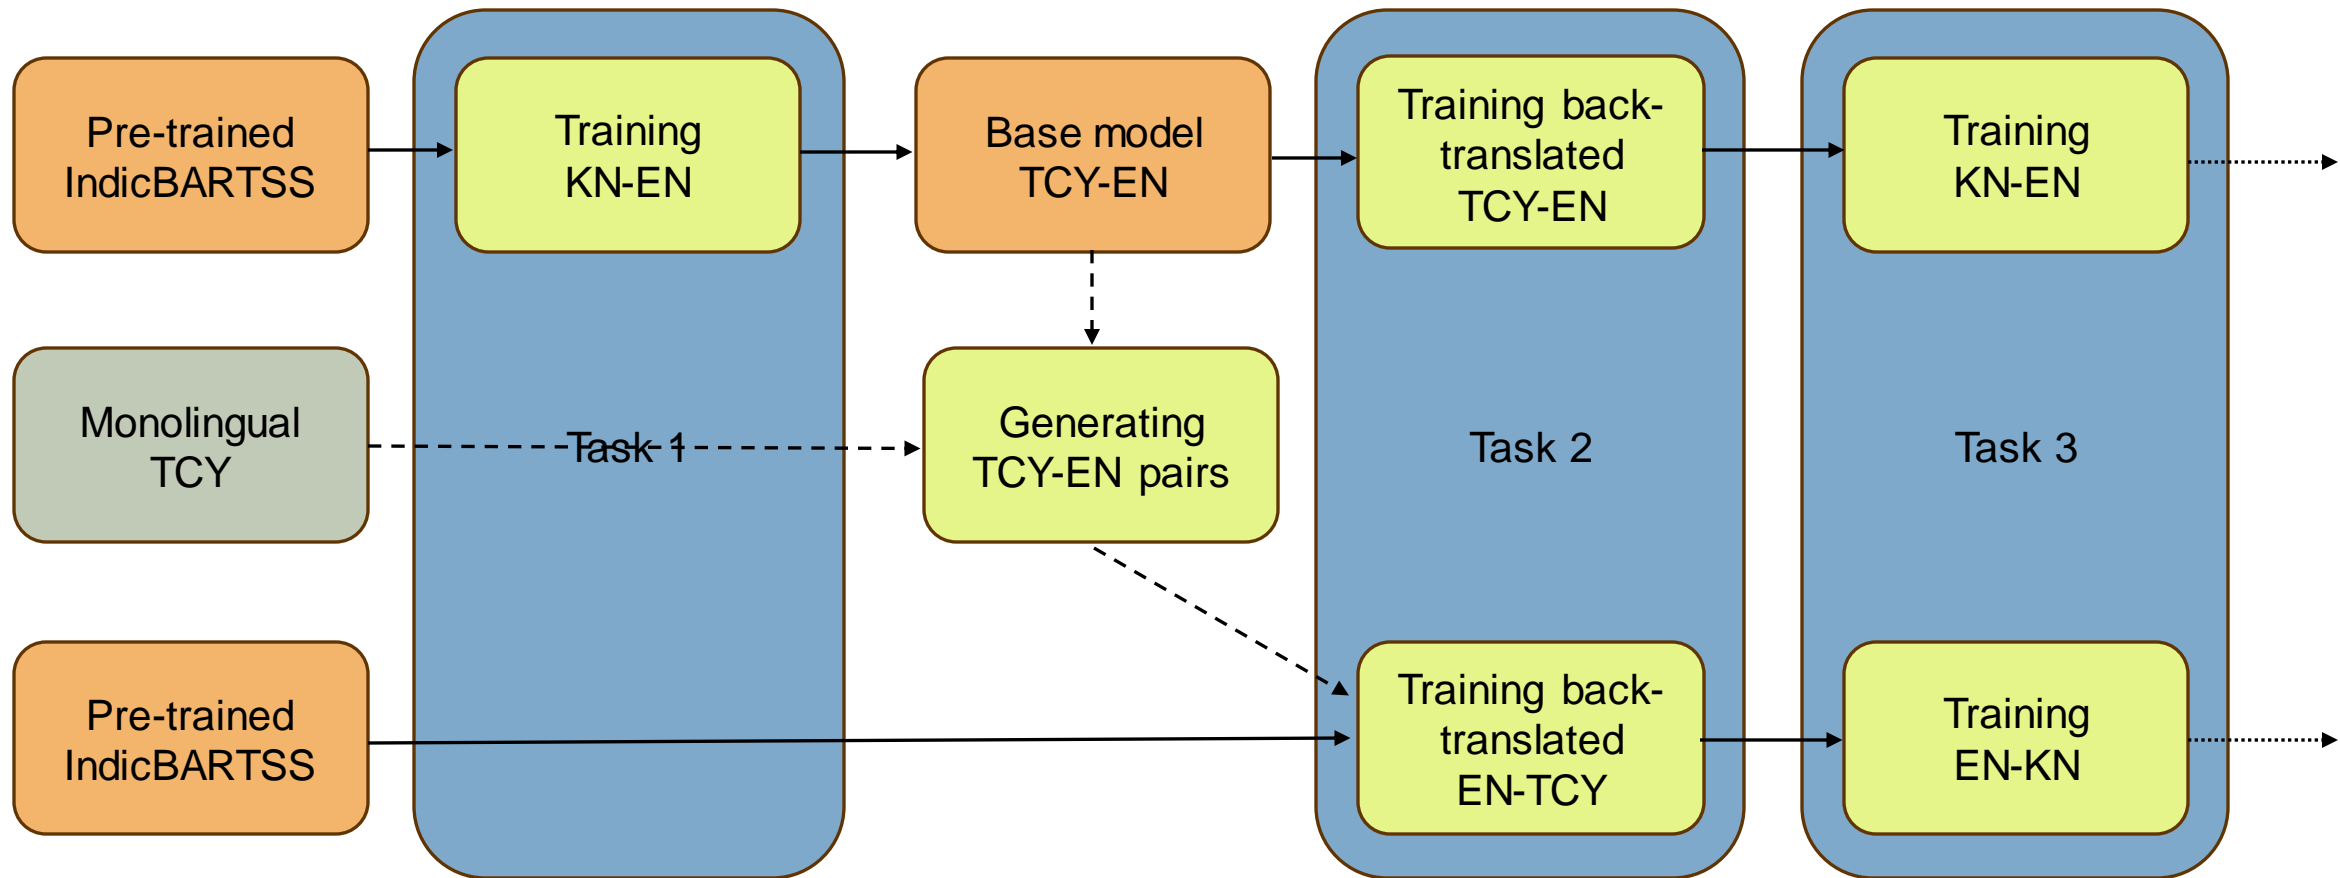 Pre-trained
IndicBARTSS
Training
KN-EN
Base model
TCY-EN
Training back-
translated
TCY-EN
Training
KN-EN
Monolingual
TCY
Task 1
Generating
TCY-EN pairs
Task 2
Task 3
Pre-trained
IndicBARTSS
Training back-
translated
EN-TCY
Training
EN-KN